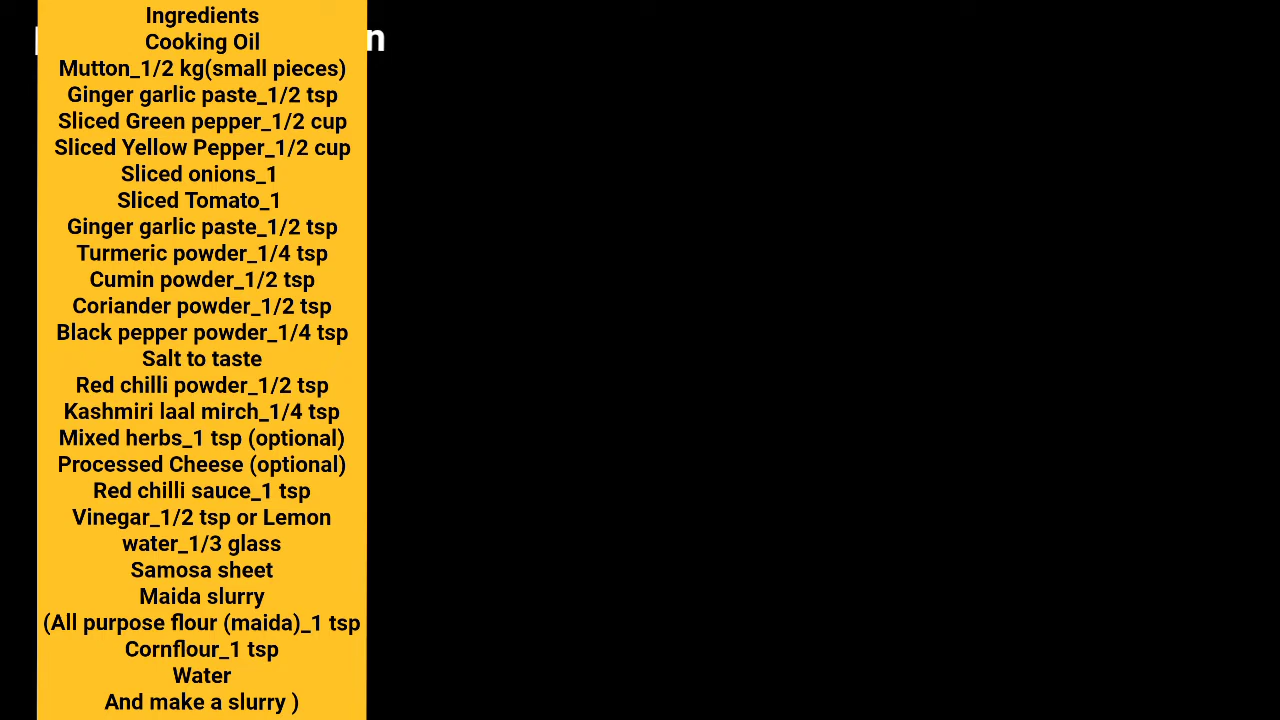 Ingredients
Cooking Oil
Mutton_1/2 kg(small pieces)
Ginger garlic paste_1/2 tsp
Sliced Green pepper_1/2 cup
Sliced Yellow Pepper_1/2 cup
Sliced onions_1
Sliced Tomato_1
Ginger garlic paste_1/2 tsp
Turmeric powder_1/4 tsp
Cumin powder_1/2 tsp
Coriander powder_1/2 tsp
Black pepper powder_1/4 tsp
Salt to taste
Red chilli powder_1/2 tsp
Kashmiri laal mirch_1/4 tsp
Mixed herbs_1 tsp (optional)
Processed Cheese (optional)
Red chilli sauce_1 tsp
Vinegar_1/2 tsp or Lemon
water_1/3 glass
Samosa sheet
Maida slurry
(All purpose flour (maida)_1 tsp
Cornflour_1 tsp
Water
And make a slurry )